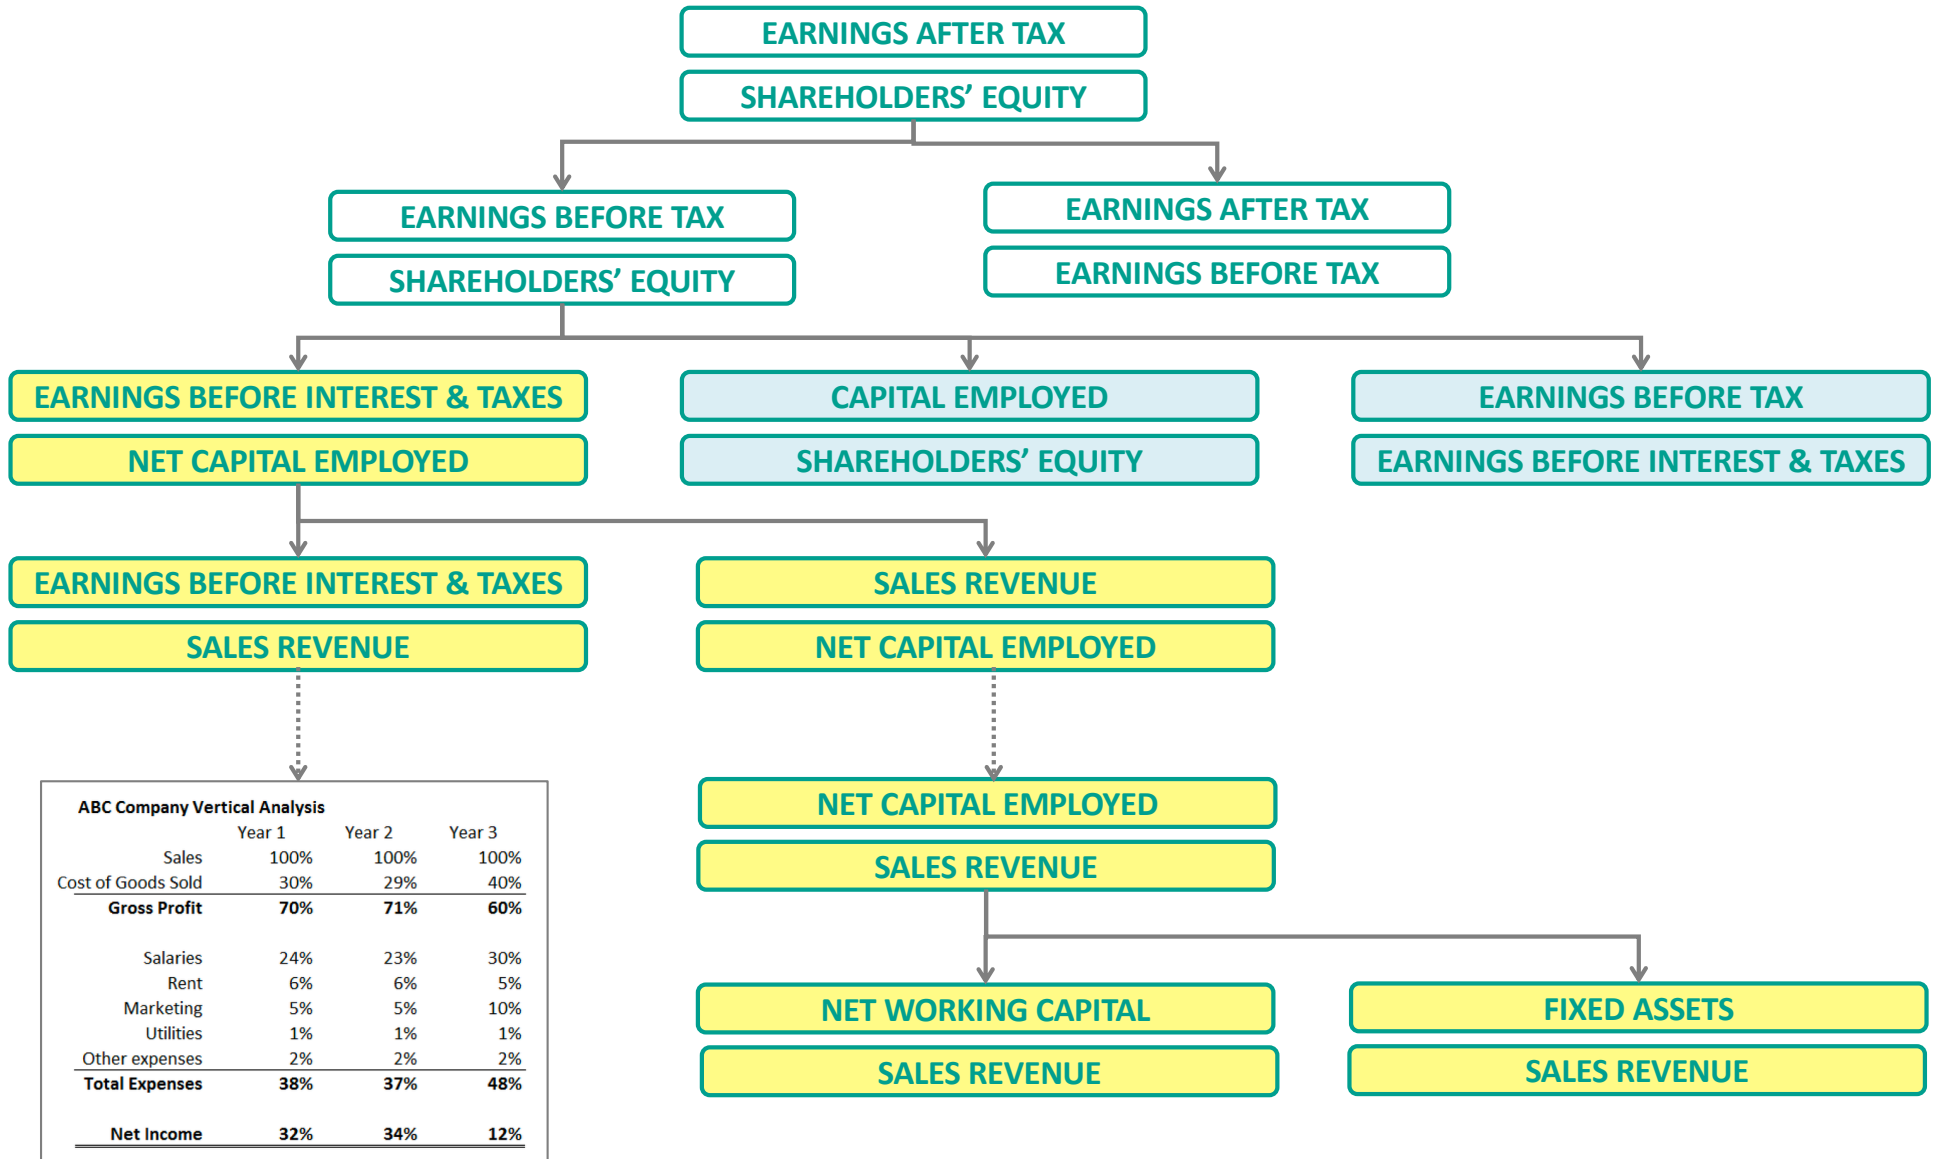 EARNINGS AFTER TAX
SHAREHOLDERS’ EQUITY
EARNINGS BEFORE TAX
SHAREHOLDERS’ EQUITY
EARNINGS AFTER TAX
EARNINGS BEFORE TAX
EARNINGS BEFORE INTEREST & TAXES
NET CAPITAL EMPLOYED
CAPITAL EMPLOYED
SHAREHOLDERS’ EQUITY
EARNINGS BEFORE TAX
EARNINGS BEFORE INTEREST & TAXES
EARNINGS BEFORE INTEREST & TAXES
SALES REVENUE
SALES REVENUE
NET CAPITAL EMPLOYED
ABC Company Vertical Analysis
Year 1 Year 2 Year 3
Sales 100% 100% 100%
Cost of Goods Sold 30% 29% 40%
Gross Profit 70% 71% 60%
Salaries 24% 23% 30%
Rent 6% 6% 5%
Marketing 5% 5% 10%
Utilities 1% 1% 1%
Other expenses 2% 2% 2%
Total Expenses 38% 37% 48%
Net Income 32% 34% 12%
NET CAPITAL EMPLOYED
SALES REVENUE
NET WORKING CAPITAL
SALES REVENUE
FIXED ASSETS
SALES REVENUE